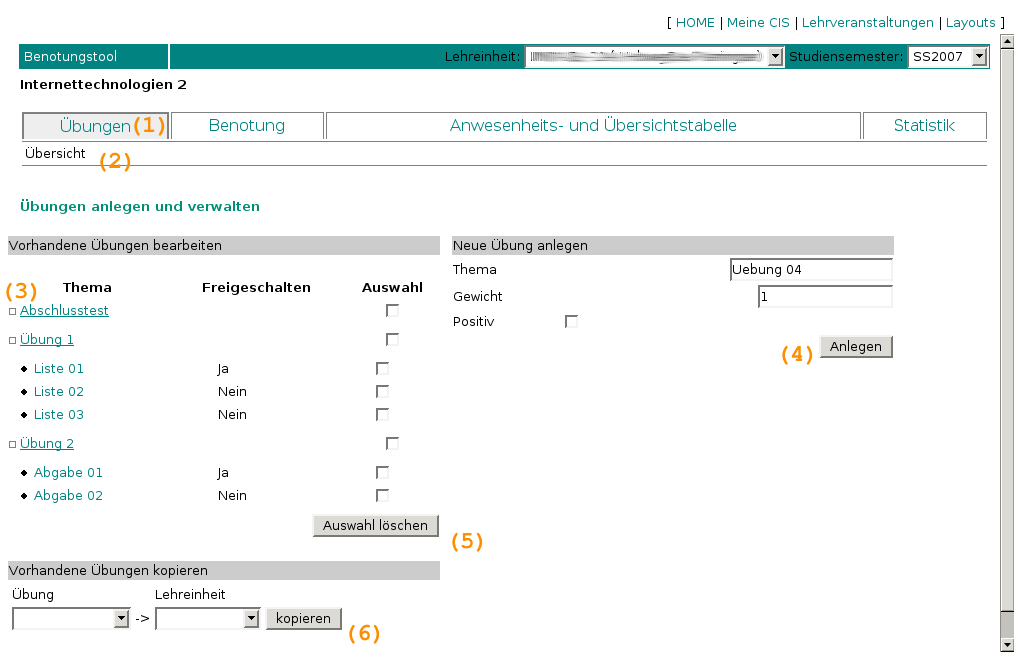 [ HOME | Meine CIS | Lehrveranstaltungen | Layouts ]
Benotungstool Lehreinheit: Studiensemester: SS2007
Internettechnologien 2
Übungen (1) Benotung Anwesenheits- und Übersichtstabelle Statistik
Übersicht (2)
Übungen anlegen und verwalten
Vorhandene Übungen bearbeiten
(3) Thema Freigeschalten Auswahl
Abschlusstest
Übung 1
Liste 01 Ja
Liste 02 Nein
Liste 03 Nein
Übung 2
Abgabe 01 Ja
Abgabe 02 Nein
Auswahl löschen (5)
Neue Übung anlegen
Thema Uebung 04
Gewicht 1
Positiv
(4) Anlegen
Vorhandene Übungen kopieren
Übung Lehreinheit
-> kopieren (6)